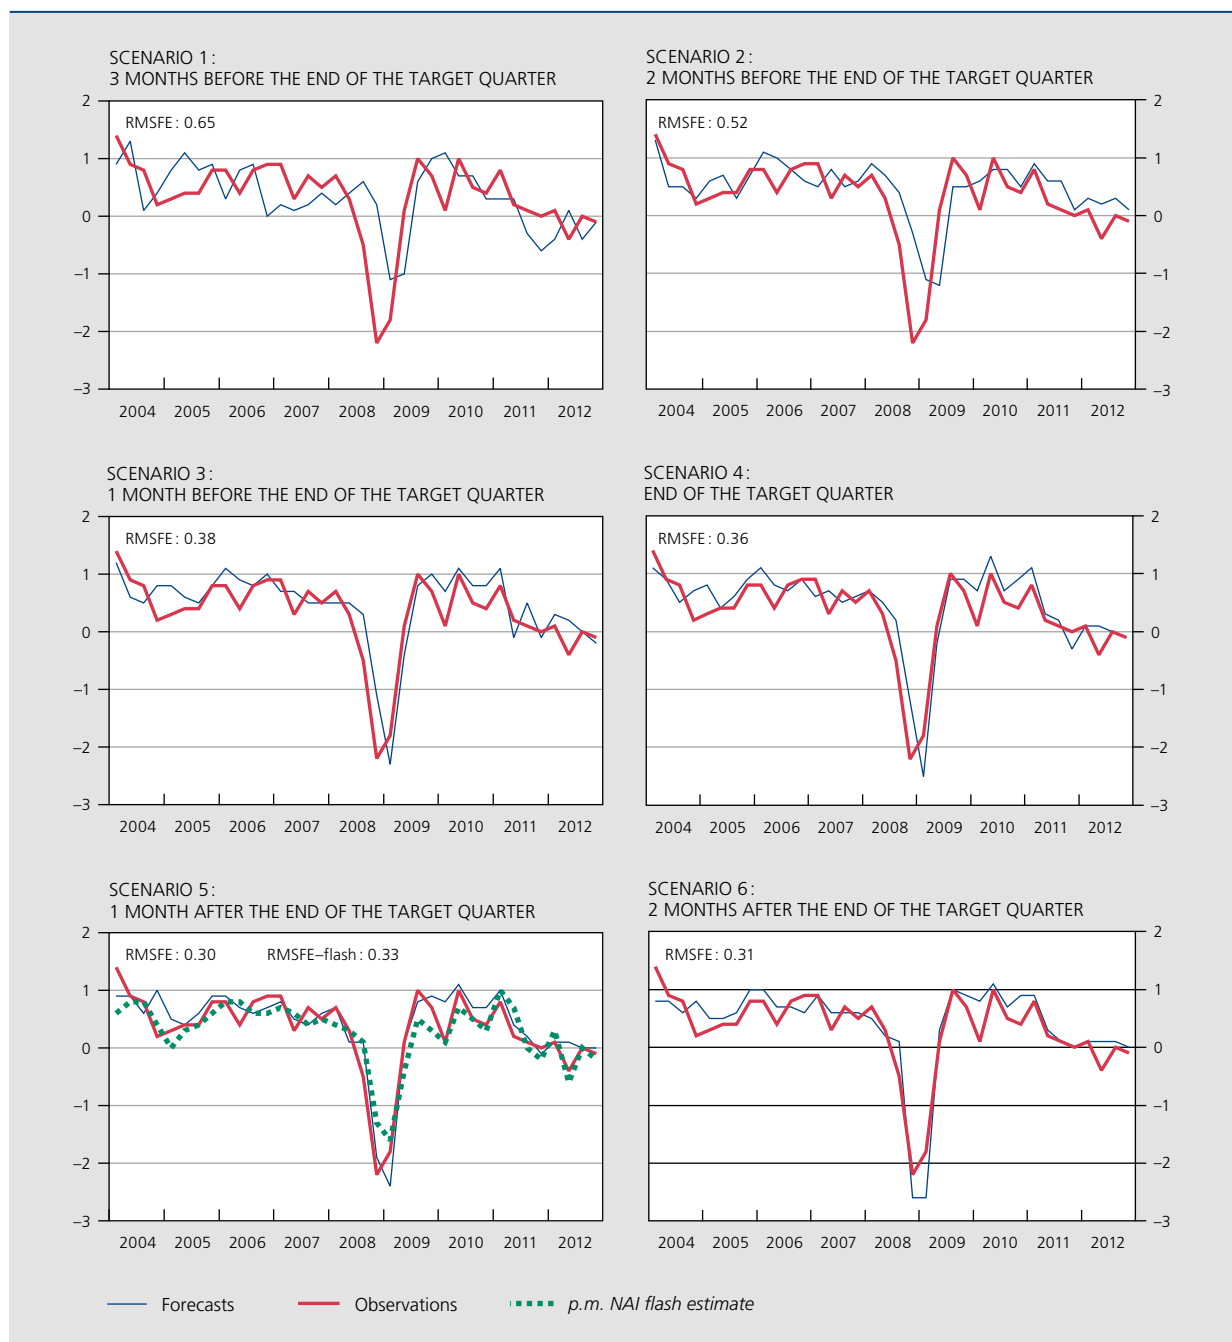 SCENARIO 1:
3 MONTHS BEFORE THE END OF THE TARGET QUARTER
RMSFE: 0.65
2
1
0
–1
–2
–3
2004 2005 2006 2007 2008 2009 2010 2011 2012
SCENARIO 2:
2 MONTHS BEFORE THE END OF THE TARGET QUARTER
RMSFE: 0.52
2
1
0
–1
–2
–3
2004 2005 2006 2007 2008 2009 2010 2011 2012
SCENARIO 3:
1 MONTH BEFORE THE END OF THE TARGET QUARTER
RMSFE: 0.38
2
1
0
–1
–2
–3
2004 2005 2006 2007 2008 2009 2010 2011 2012
SCENARIO 4:
END OF THE TARGET QUARTER
RMSFE: 0.36
2
1
0
–1
–2
–3
2004 2005 2006 2007 2008 2009 2010 2011 2012
SCENARIO 5:
1 MONTH AFTER THE END OF THE TARGET QUARTER
RMSFE: 0.30 RMSFE–flash: 0.33
2
1
0
–1
–2
–3
2004 2005 2006 2007 2008 2009 2010 2011 2012
SCENARIO 6:
2 MONTHS AFTER THE END OF THE TARGET QUARTER
RMSFE: 0.31
2
1
0
–1
–2
–3
2004 2005 2006 2007 2008 2009 2010 2011 2012
Forecasts Observations p.m. NAI flash estimate